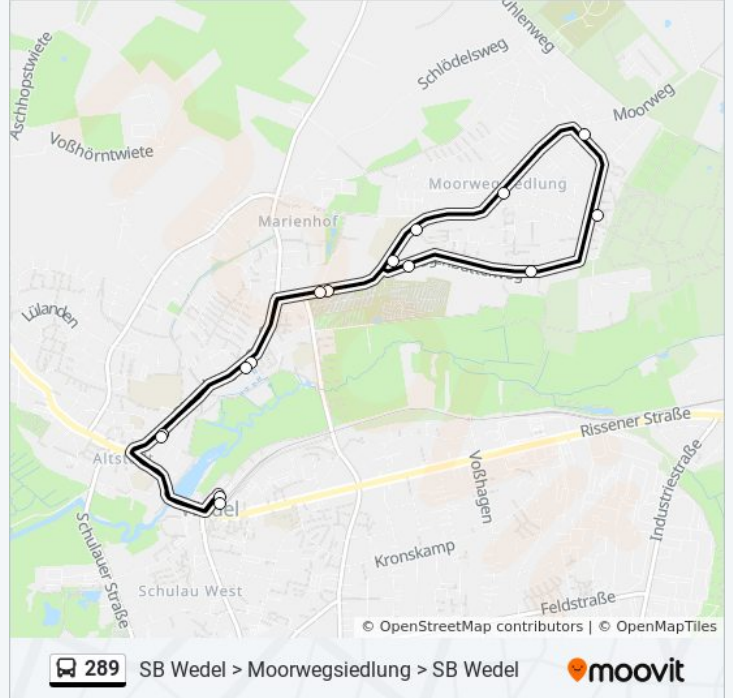 Aschhopstwiete
Schlödelsweg
Moorweg
Voßhörntwiete
Marienhof
Lülanden
Rissener Straße
Voßhagen
Industriestraße
Schulauer Straße
Kronskamp
Schulau West
Feldstraße
© OpenStreetMap contributors | © OpenMapTiles
289 SB Wedel > Moorwegsiedlung > SB Wedel moovit